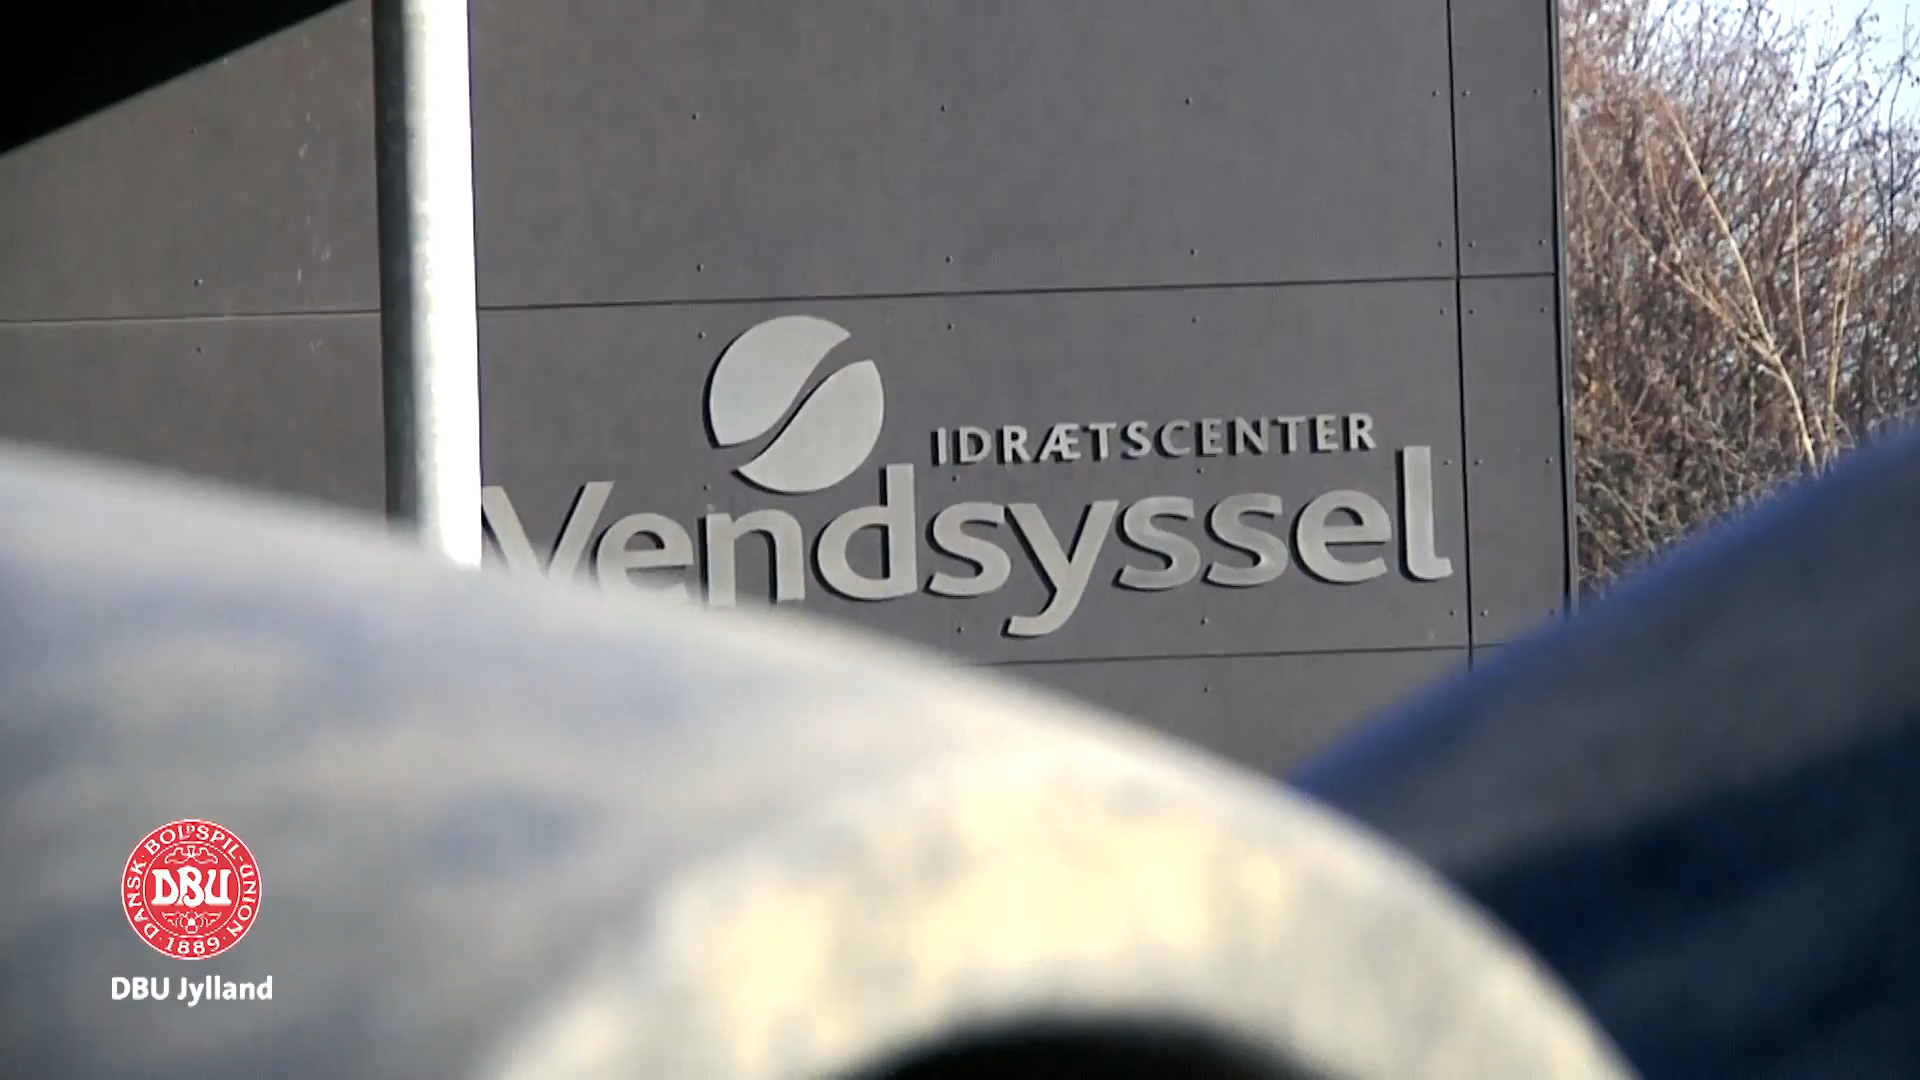 IDRÆTSCENTER
Vendsyssel
DANSK · BOLDSPIL · UNION
DBU
· 1889 ·
DBU Jylland